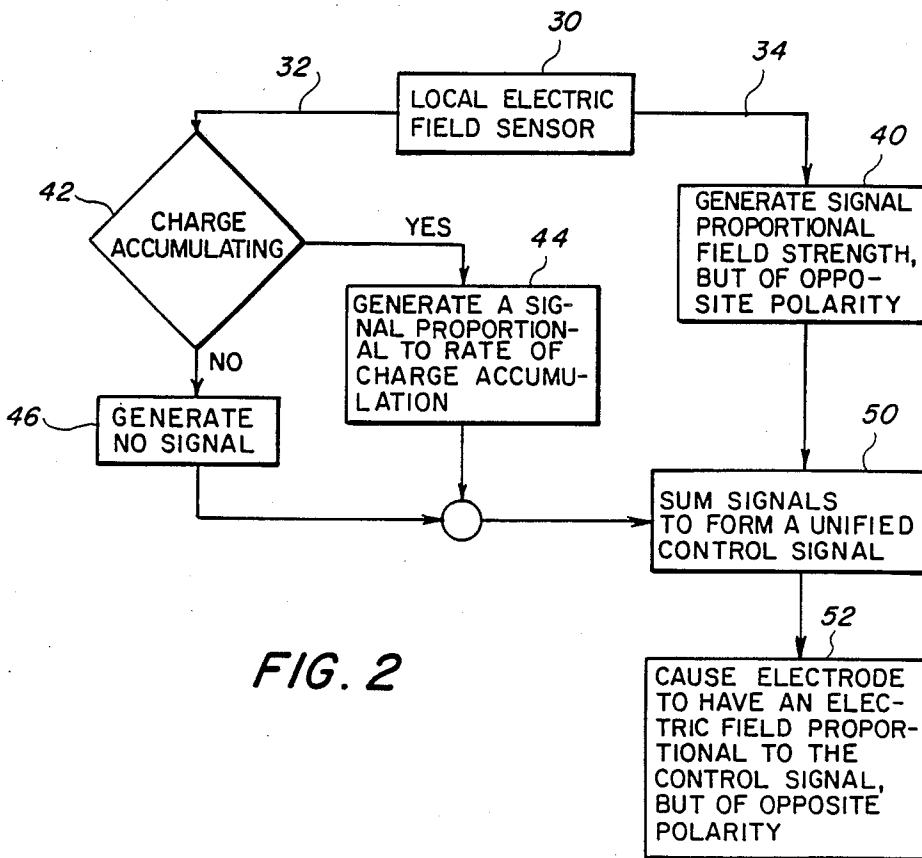 30
32
34
LOCAL ELECTRIC
FIELD SENSOR
40
42
CHARGE
ACCUMULATING
YES
GENERATE SIGNAL
PROPORTIONAL
FIELD STRENGTH,
BUT OF OPPO-
SITE POLARITY
44
GENERATE A SIG-
NAL PROPORTION-
AL TO RATE OF
CHARGE ACCUMU-
LATION
NO
46
GENERATE
NO SIGNAL
50
SUM SIGNALS
TO FORM A UNIFIED
CONTROL SIGNAL
52
CAUSE ELECTRODE
TO HAVE AN ELEC-
TRIC FIELD PROPOR-
TIONAL TO THE
CONTROL SIGNAL,
BUT OF OPPOSITE
POLARITY
FIG. 2